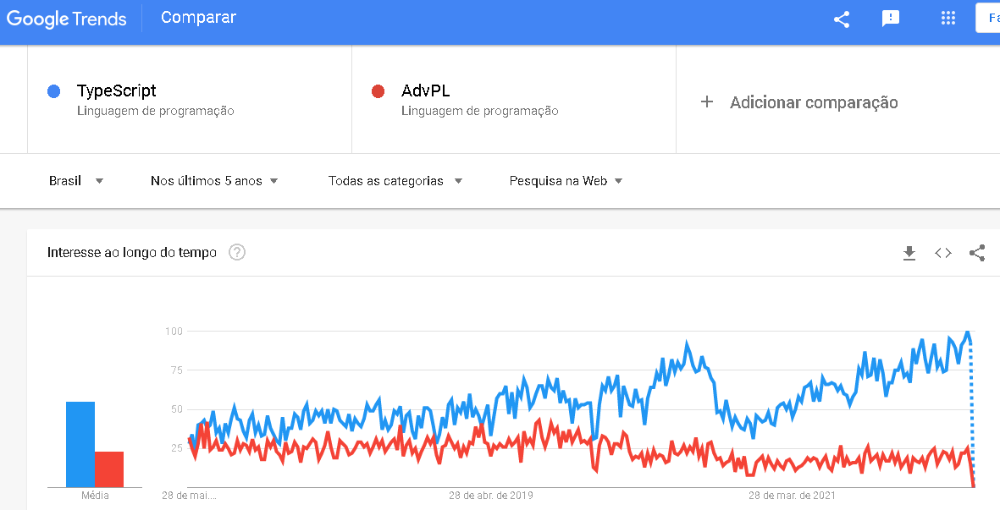 Google Trends Comparar
Fa
TypeScript
Linguagem de programação
AdvPL
Linguagem de programação
+ Adicionar comparação
Brasil
Nos últimos 5 anos
Todas as categorias
Pesquisa na Web
Interesse ao longo do tempo
100
75
50
25
Média
28 de mai....
28 de abr. de 2019
28 de mar. de 2021